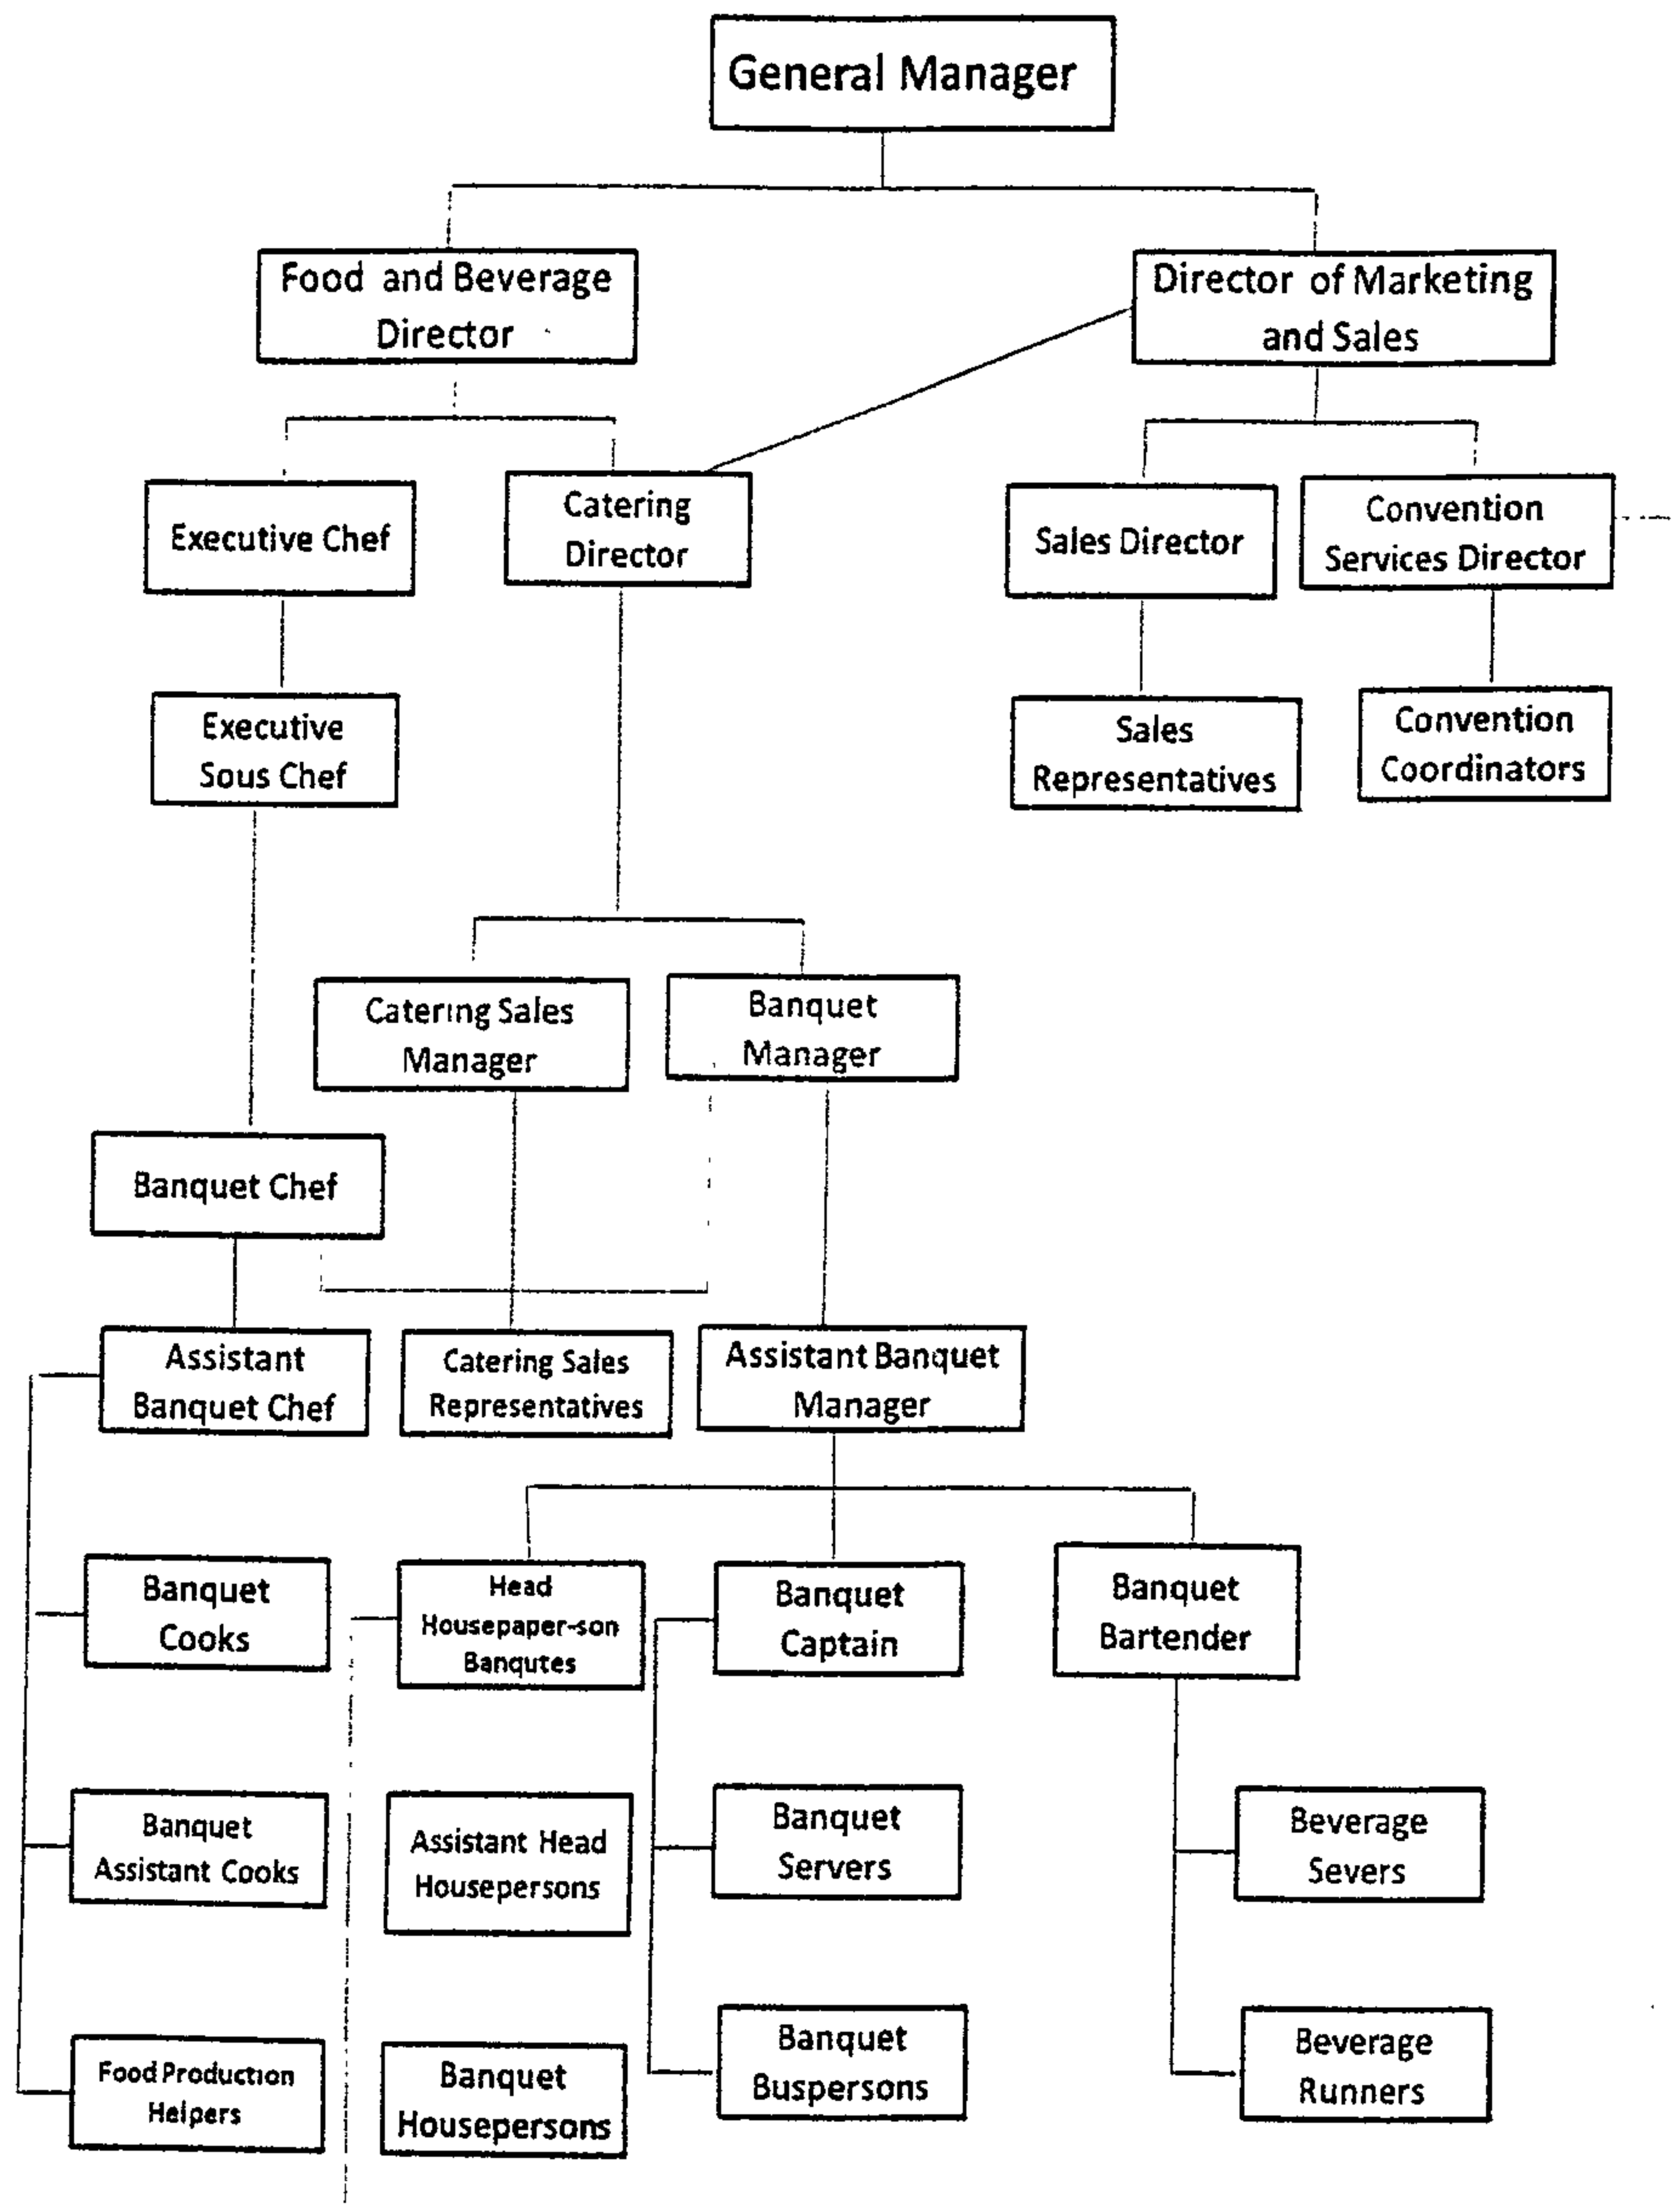 General Manager
Food and Beverage
Director
Director of Marketing
and Sales
Executive Chef
Catering
Director
Sales Director
Convention
Services Director
Executive
Sous Chef
Sales
Representatives
Convention
Coordinators
Catering Sales
Manager
Banquet
Manager
Banquet Chef
Assistant
Banquet Chef
Catering Sales
Representatives
Assistant Banquet
Manager
Banquet
Cooks
Head
Housepaper-son
Banqutes
Banquet
Captain
Banquet
Bartender
Banquet
Assistant Cooks
Assistant Head
Housepersons
Banquet
Servers
Beverage
Severs
Food Production
Helpers
Banquet
Housepersons
Banquet
Buspersons
Beverage
Runners